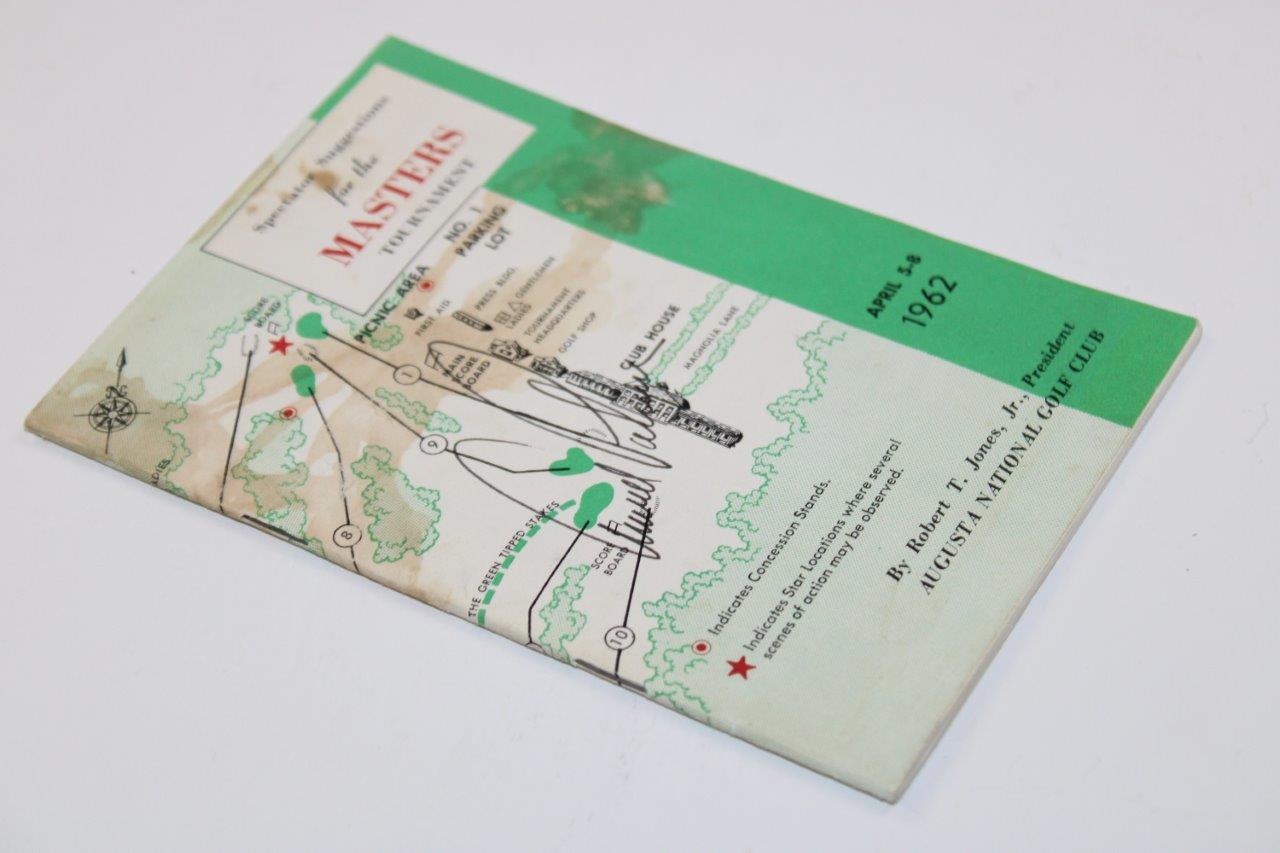 Spectator Suggestions
for the
MASTERS
TOURNAMENT
NO. 1
PARKING
LOT
PICNIC AREA
FIRST AID
PRESS BLDG.
LADIES
GENTLEMEN
TOURNAMENT
HEADQUARTERS
GOLF SHOP
MAIN
SCORE
BOARD
CLUB HOUSE
MAGNOLIA LANE
SCORE
BOARD
1
9
8
10
THE GREEN TIPPED STAKES
SCORE
BOARD
APRIL 5-8
1962
Indicates Concession Stands.
Indicates Star Locations where several
scenes of action may be observed.
By Robert T. Jones, Jr., President
AUGUSTA NATIONAL GOLF CLUB